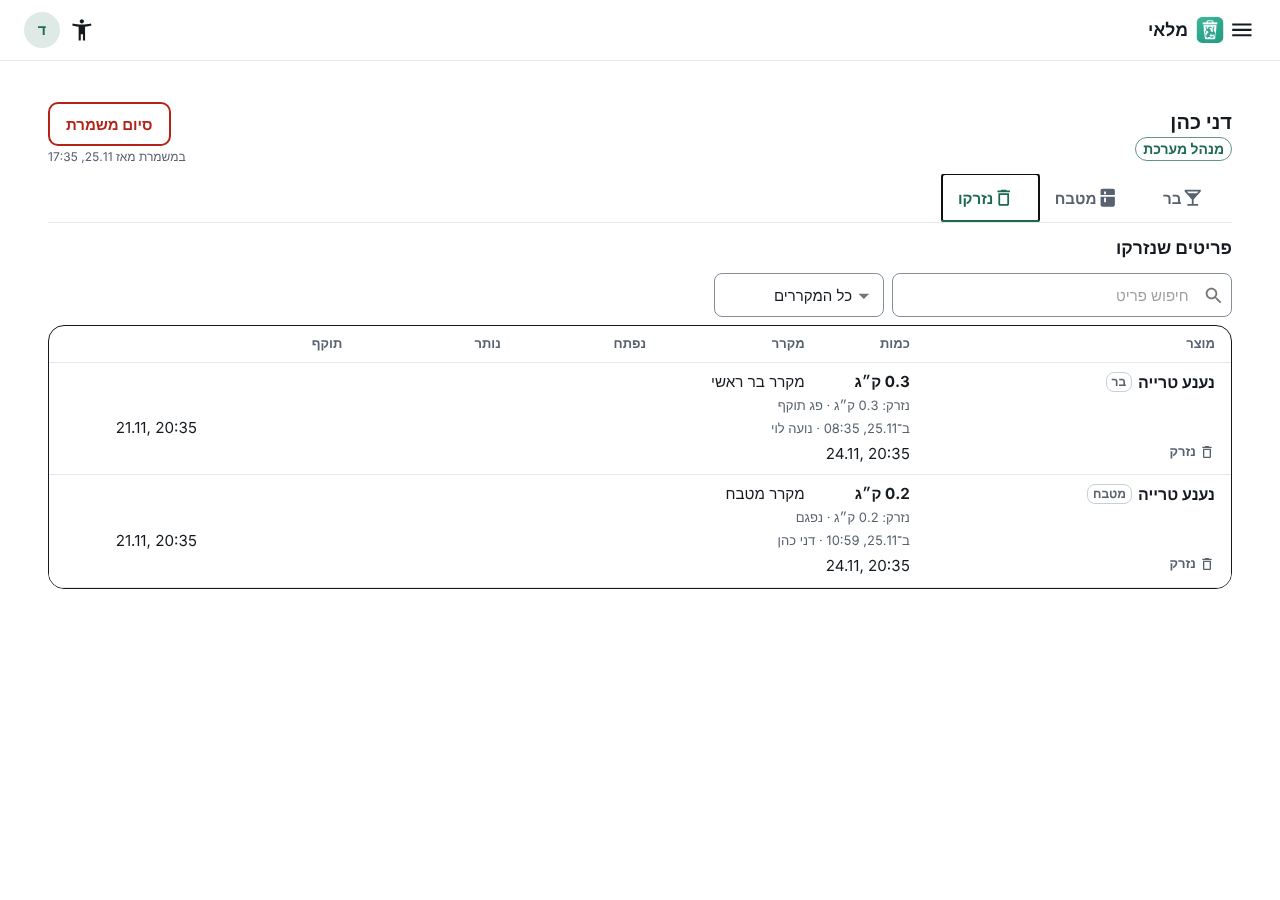 מלאי
ד
דני כהן
מנהל מערכת
סיום משמרת
במשמרת מאז 25.11, 17:35
בר
מטבח
נזרקו
פריטים שנזרקו
חיפוש פריט
כל המקררים
מוצר כמות מקרר נפתח נותר תוקף
נענע טרייה בר 0.3 ק״ג מקרר בר ראשי
נזרק: 0.3 ק״ג · פג תוקף
ב־25.11, 08:35 · נועה לוי
21.11, 20:35
נזרק 24.11, 20:35
נענע טרייה מטבח 0.2 ק״ג מקרר מטבח
נזרק: 0.2 ק״ג · נפגם
ב־25.11, 10:59 · דני כהן
21.11, 20:35
נזרק 24.11, 20:35